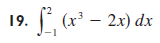 19. ∫_{-1}^{2} (x³ − 2x) dx